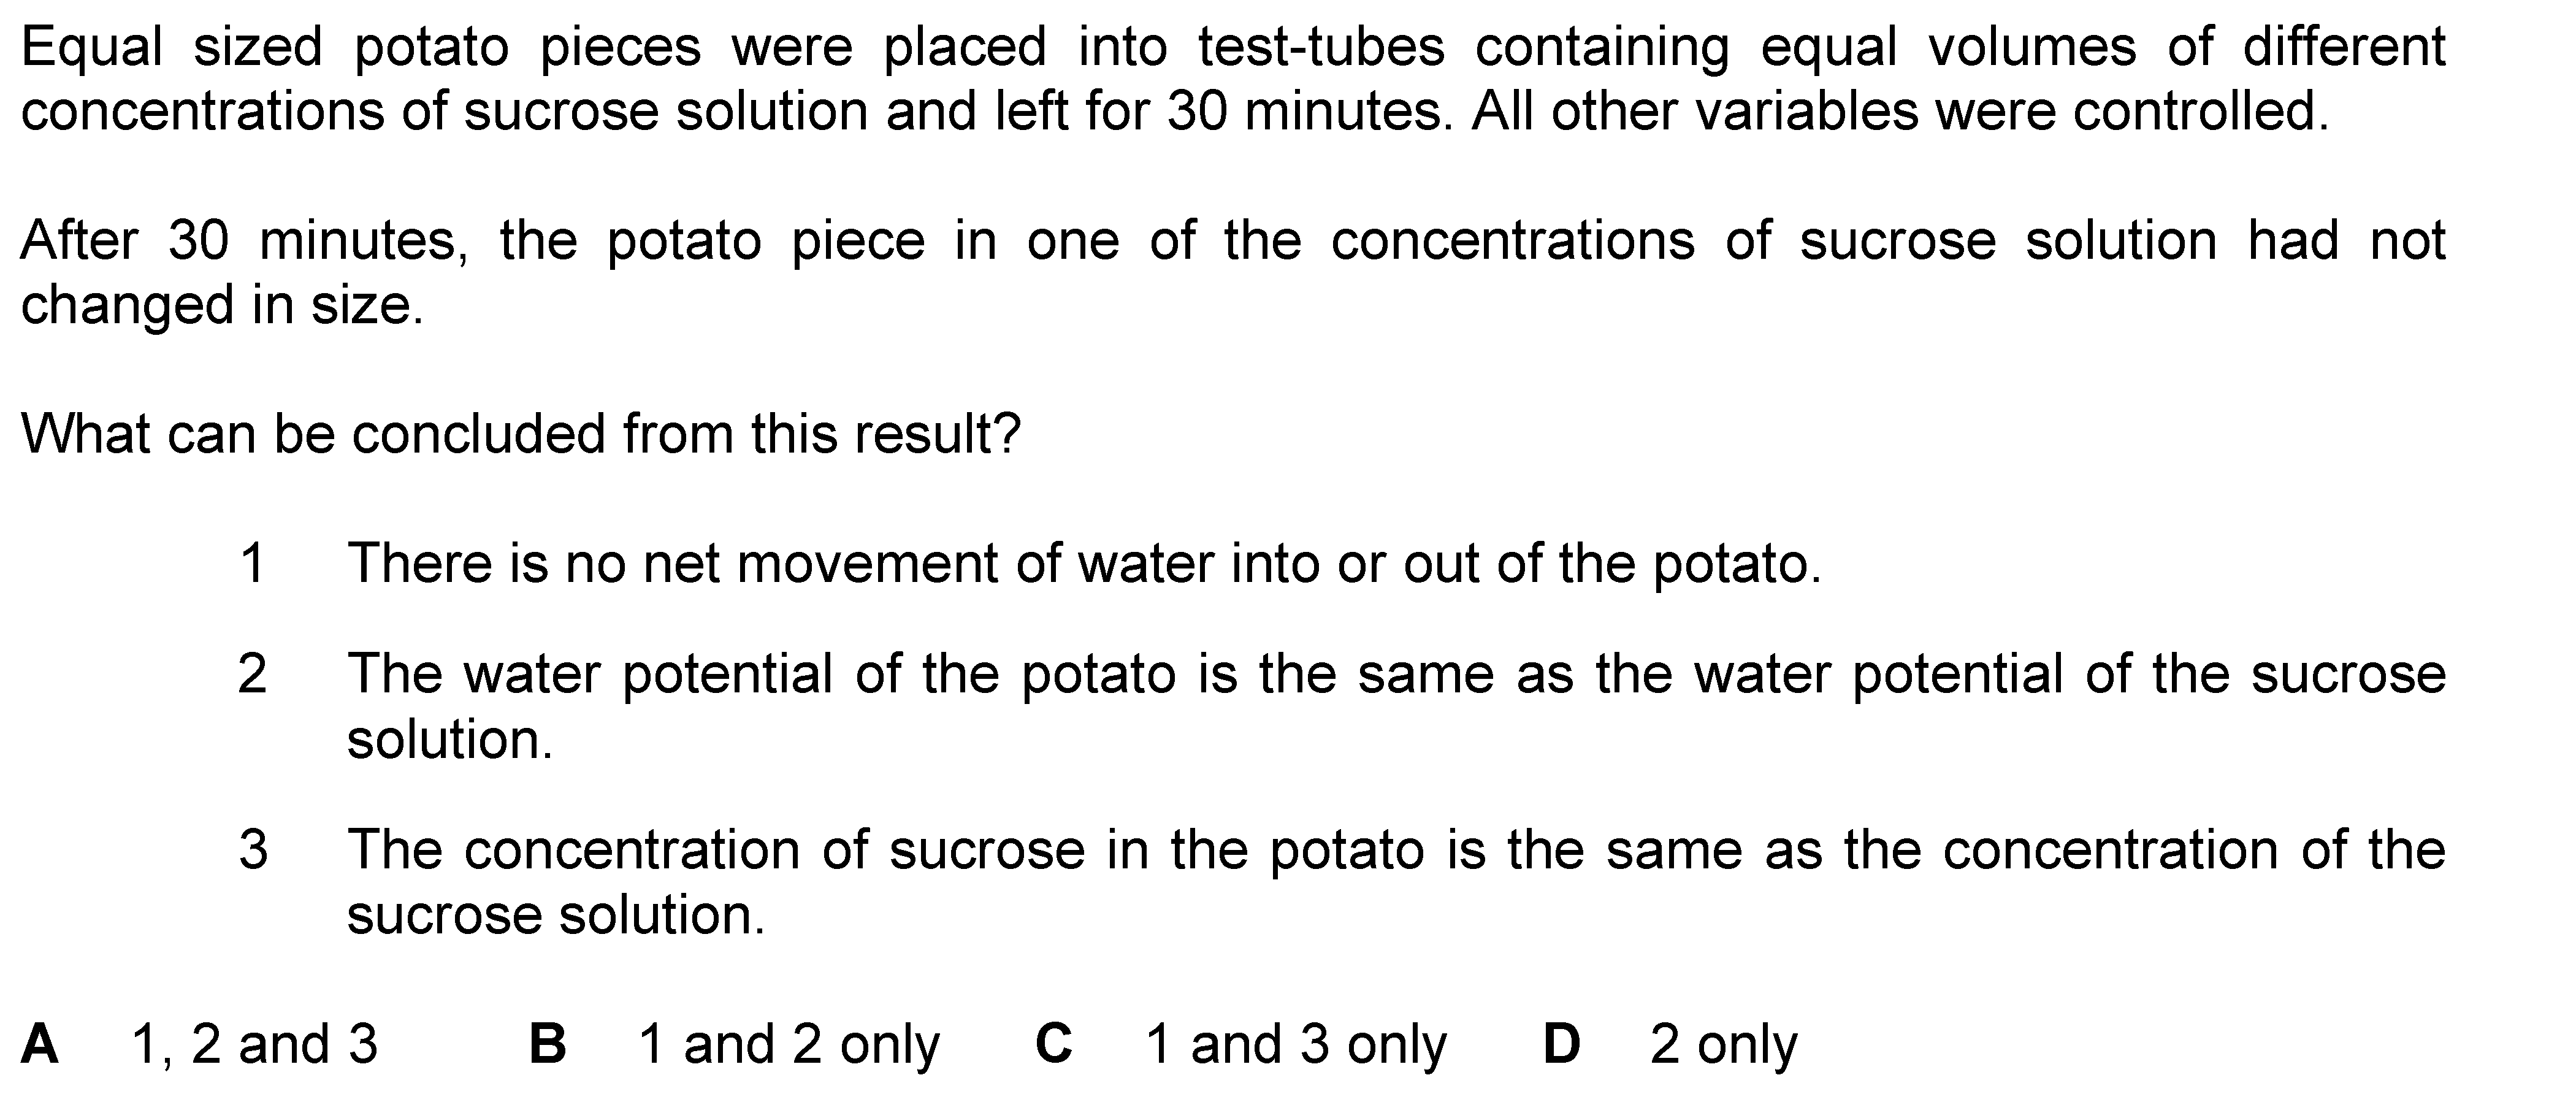 Equal sized potato pieces were placed into test-tubes containing equal volumes of different
concentrations of sucrose solution and left for 30 minutes. All other variables were controlled.
After 30 minutes, the potato piece in one of the concentrations of sucrose solution had not
changed in size.
What can be concluded from this result?
1 There is no net movement of water into or out of the potato.
2 The water potential of the potato is the same as the water potential of the sucrose
solution.
3 The concentration of sucrose in the potato is the same as the concentration of the
sucrose solution.
A 1, 2 and 3 B 1 and 2 only C 1 and 3 only D 2 only